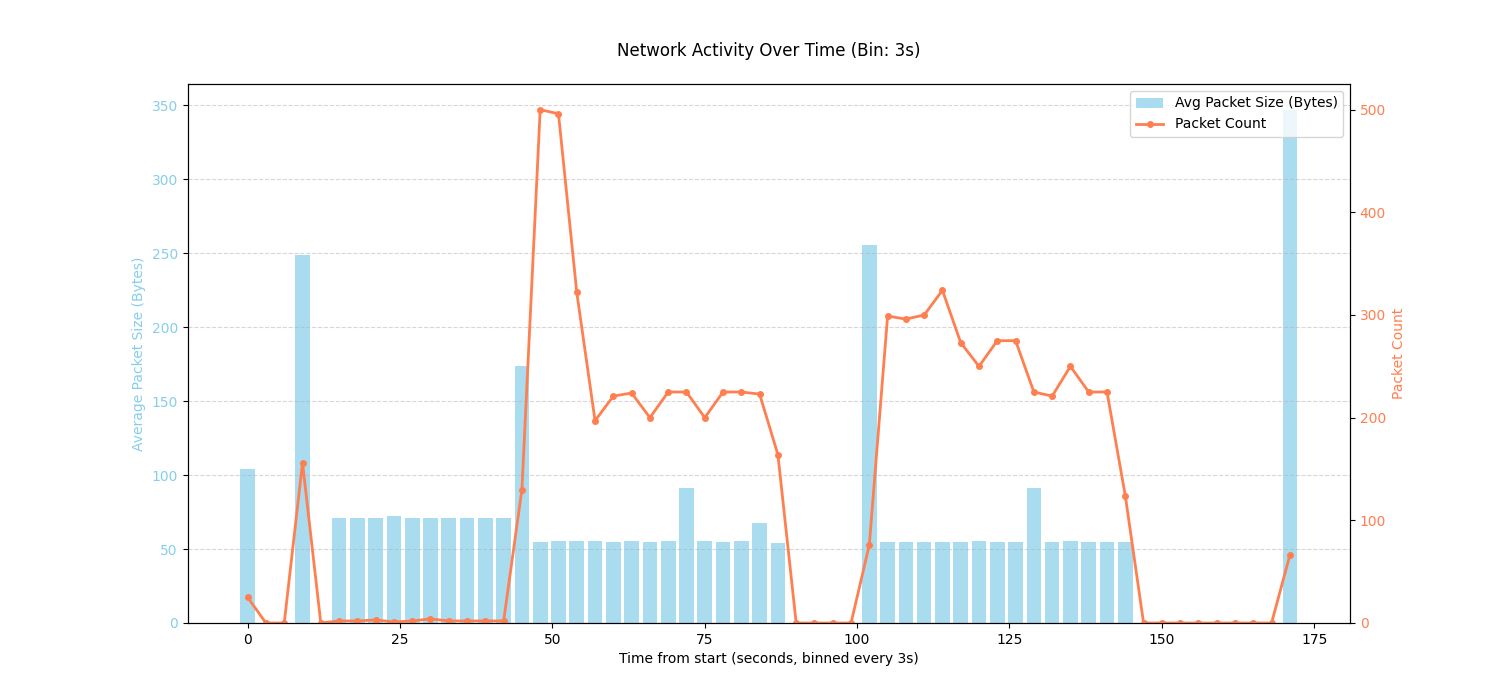 Network Activity Over Time (Bin: 3s)
Avg Packet Size (Bytes)
Packet Count
350
300
250
200
150
100
50
0
Average Packet Size (Bytes)
500
400
300
200
100
0
Packet Count
0 25 50 75 100 125 150 175
Time from start (seconds, binned every 3s)